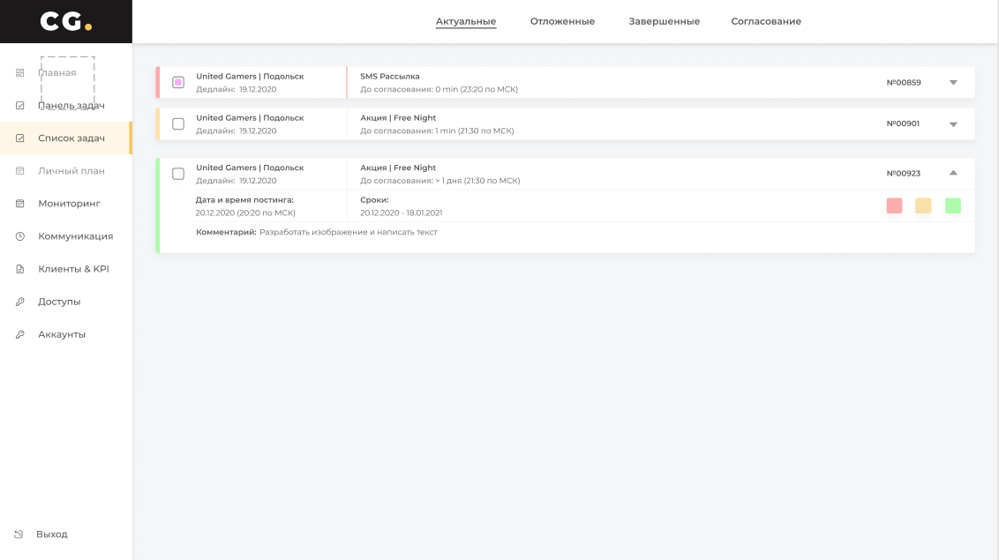 CG.
Актуальные
Отложенные
Завершенные
Согласование
Главная
Панель задач
Список задач
Личный план
Мониторинг
Коммуникация
Клиенты & KPI
Доступы
Аккаунты
Выход
United Gamers | Подольск
Дедлайн: 19.12.2020
SMS Рассылка
До согласования: 0 min (23:20 по МСК)
№00859
United Gamers | Подольск
Дедлайн: 19.12.2020
Акция | Free Night
До согласования: 1 min (21:30 по МСК)
№00901
United Gamers | Подольск
Дедлайн: 19.12.2020
Акция | Free Night
До согласования: > 1 дня (21:30 по МСК)
№00923
Дата и время постинга:
20.12.2020 (20:20 по МСК)
Сроки:
20.12.2020 - 18.01.2021
Комментарий: Разработать изображение и написать текст